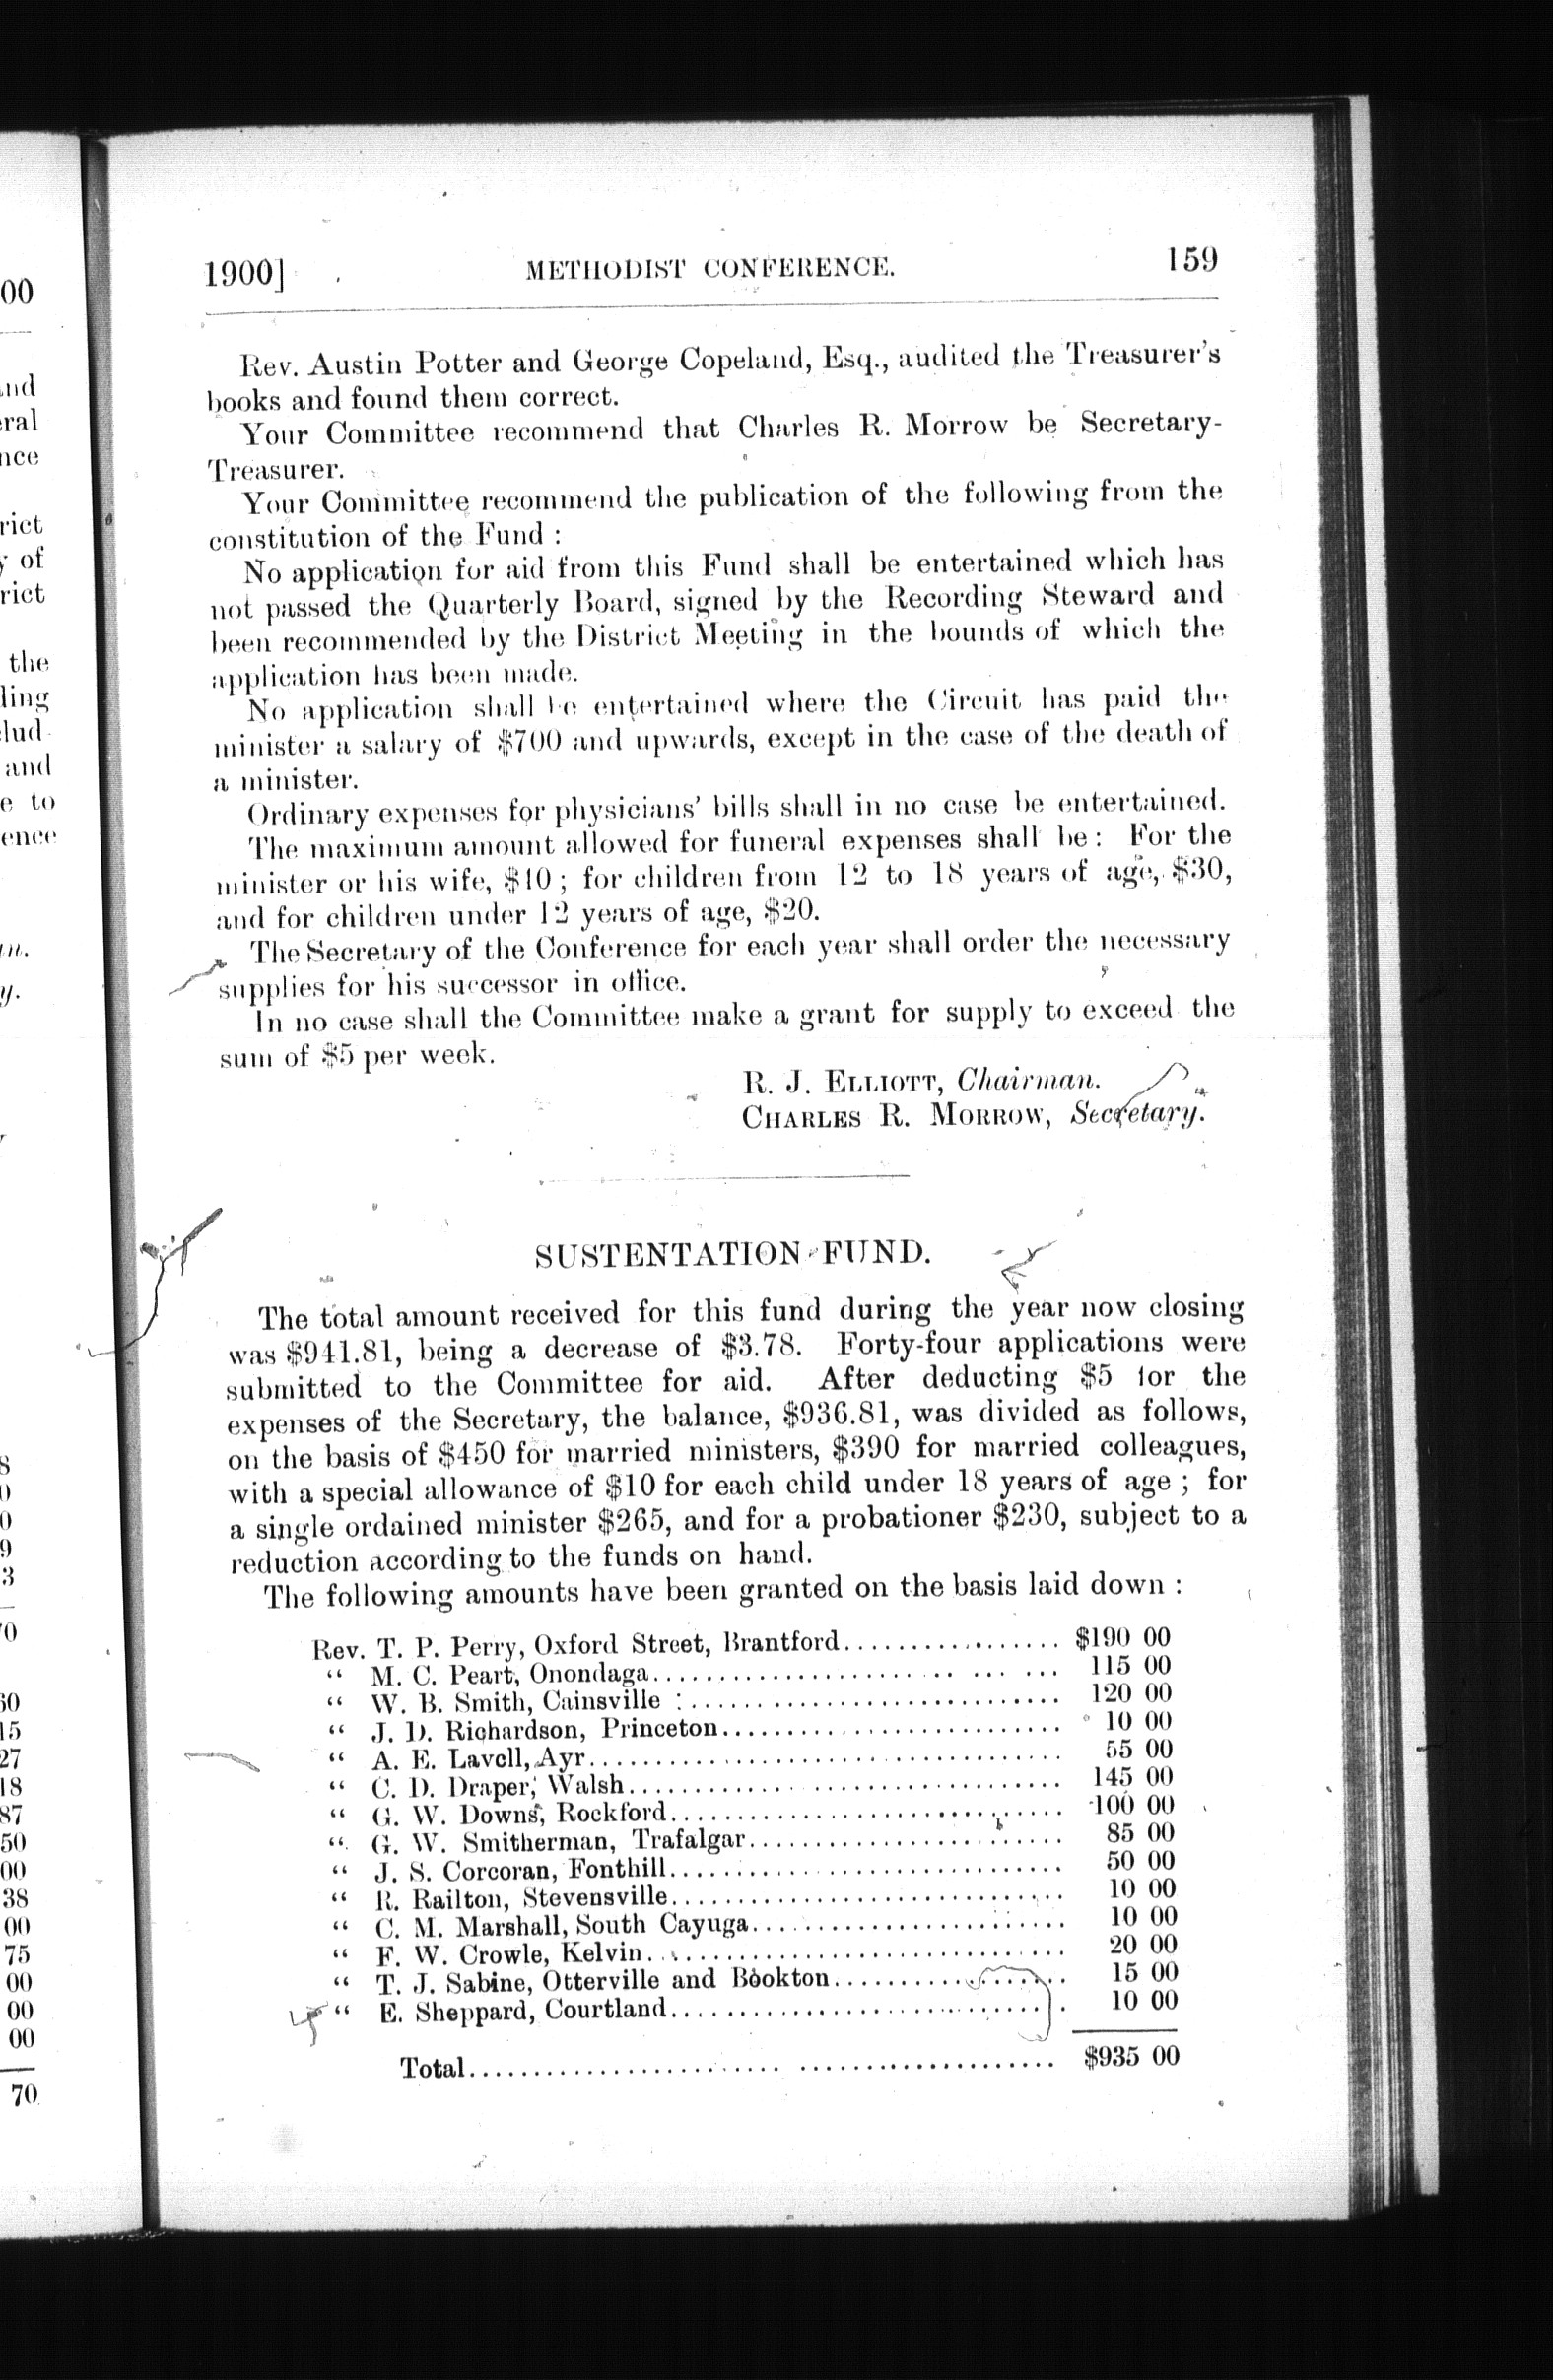 1900] METHODIST CONFERENCE. 159
Rev. Austin Potter and George Copeland, Esq., audited the Treasurer's
books and found them correct.
Your Committee recommend that Charles R. Morrow be Secretary-
Treasurer.
Your Committee recommend the publication of the following from the
constitution of the Fund :
No application for aid from this Fund shall be entertained which has
not passed the Quarterly Board, signed by the Recording Steward and
been recommended by the District Meeting in the bounds of which the
application has been made.
No application shall be entertained where the Circuit has paid the
minister a salary of $700 and upwards, except in the case of the death of
a minister.
Ordinary expenses for physicians' bills shall in no case be entertained.
The maximum amount allowed for funeral expenses shall be : For the
minister or his wife, $40 ; for children from 12 to 18 years of age, $30,
and for children under 12 years of age, $20.
The Secretary of the Conference for each year shall order the necessary
supplies for his successor in office.
In no case shall the Committee make a grant for supply to exceed the
sum of $5 per week.
R. J. ELLIOTT, Chairman.
CHARLES R. MORROW, Secretary.
SUSTENTATION FUND.
The total amount received for this fund during the year now closing
was $941.81, being a decrease of $3.78. Forty-four applications were
submitted to the Committee for aid. After deducting $5 for the
expenses of the Secretary, the balance, $936.81, was divided as follows,
on the basis of $450 for married ministers, $390 for married colleagues,
with a special allowance of $10 for each child under 18 years of age ; for
a single ordained minister $265, and for a probationer $230, subject to a
reduction according to the funds on hand.
The following amounts have been granted on the basis laid down :
Rev. T. P. Perry, Oxford Street, Brantford.................. $190 00
" M. C. Peart, Onondaga.................................. 115 00
" W. B. Smith, Cainsville :............................... 120 00
" J. D. Richardson, Princeton............................. 10 00
" A. E. Lavell, Ayr....................................... 55 00
" C. D. Draper, Walsh..................................... 145 00
" G. W. Downs, Rockford................................... 100 00
" G. W. Smitherman, Trafalgar............................. 85 00
" J. S. Corcoran, Fonthill................................ 50 00
" R. Railton, Stevensville................................ 10 00
" C. M. Marshall, South Cayuga............................ 10 00
" F. W. Crowle, Kelvin.................................... 20 00
" T. J. Sabine, Otterville and Bookton.................... 15 00
" E. Sheppard, Courtland.................................. 10 00
Total..................................................... $935 00